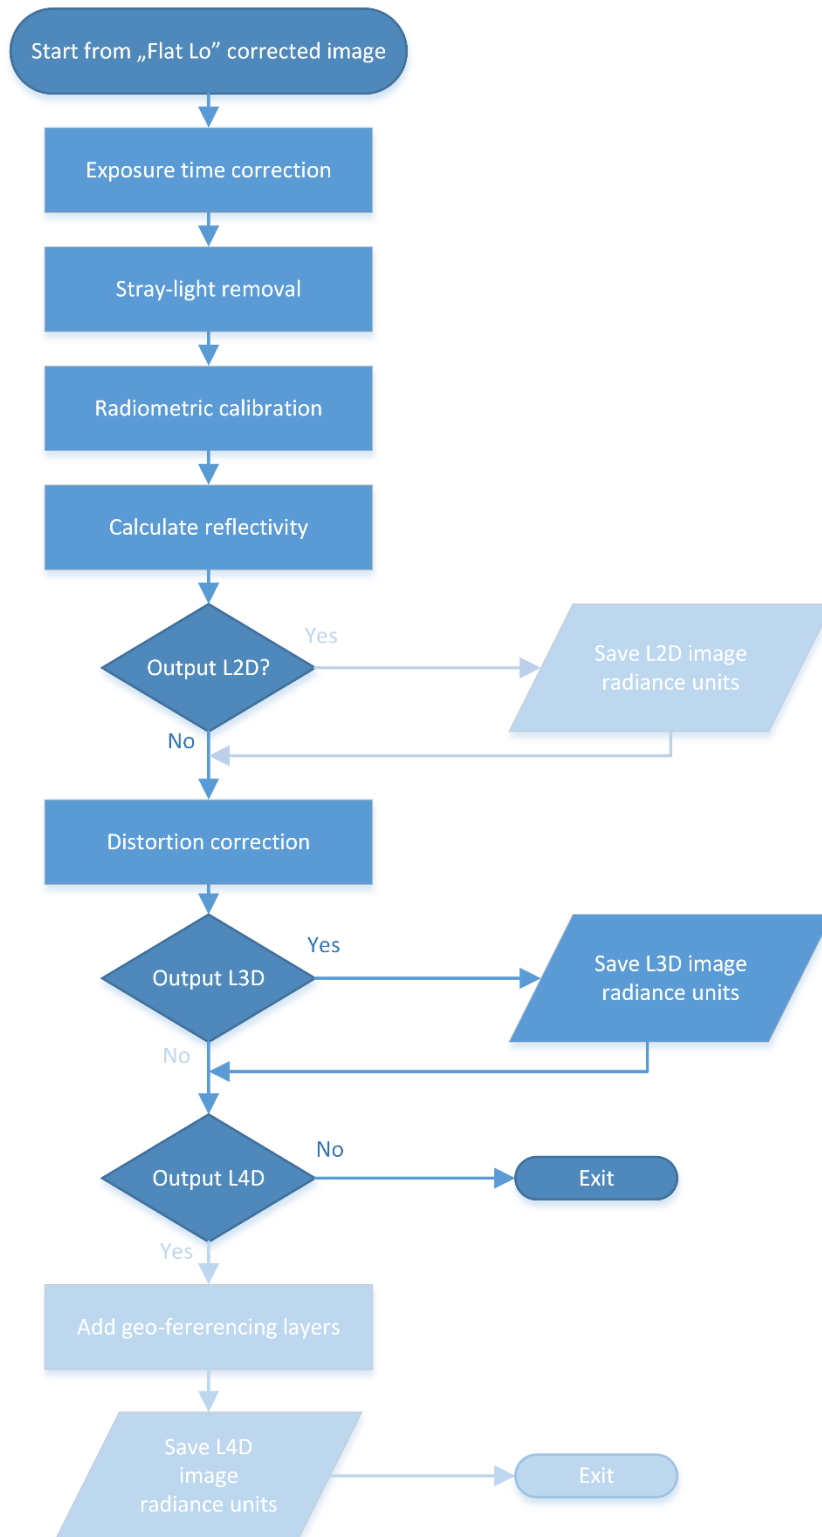 Start from „Flat Lo” corrected image
Exposure time correction
Stray-light removal
Radiometric calibration
Calculate reflectivity
Output L2D?
Yes
Save L2D image
radiance units
No
Distortion correction
Output L3D
Yes
Save L3D image
radiance units
No
Output L4D
No
Exit
Yes
Add geo-fererencing layers
Save L4D
image
radiance units
Exit